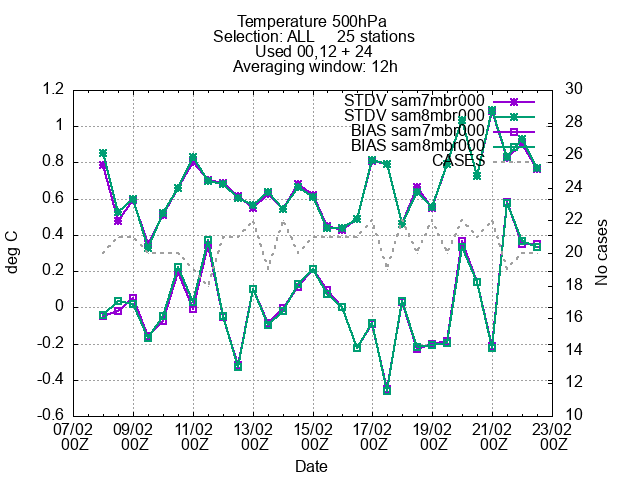 Temperature 500hPa
Selection: ALL     25 stations
Used 00,12 + 24
Averaging window: 12h
STDV sam7mbr000
STDV sam8mbr000
BIAS sam7mbr000
BIAS sam8mbr000
CASES
deg C
1.2
1
0.8
0.6
0.4
0.2
0
-0.2
-0.4
-0.6
No cases
30
28
26
24
22
20
18
16
14
12
10
07/02 09/02 11/02 13/02 15/02 17/02 19/02 21/02 23/02
00Z 00Z 00Z 00Z 00Z 00Z 00Z 00Z 00Z
Date